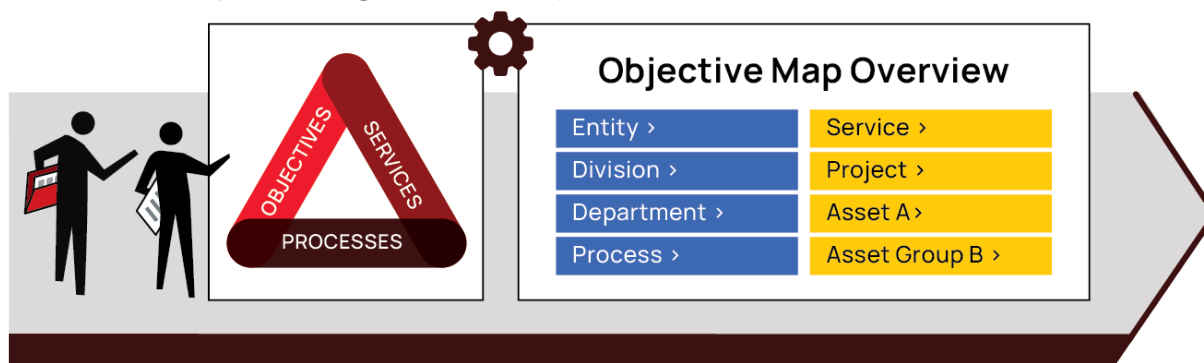 OBJECTIVES
SERVICES
PROCESSES
Objective Map Overview
Entity >
Division >
Department >
Process >
Service >
Project >
Asset A>
Asset Group B >